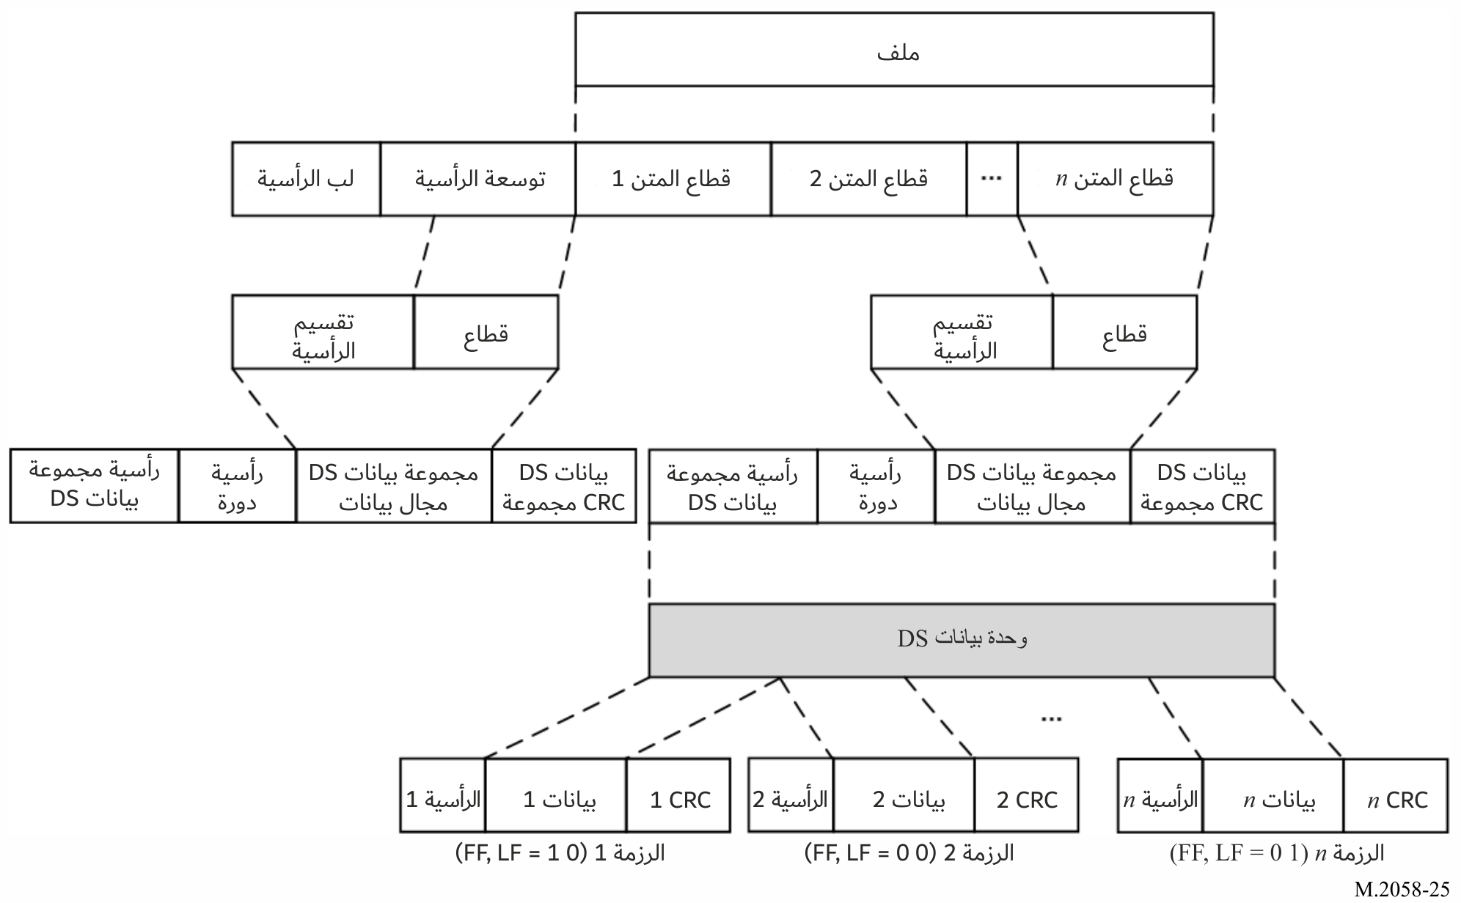 ملف
لب الرأسية
توسعة الرأسية
قطاع المتن 1
قطاع المتن 2
...
قطاع المتن n
تقسيم
الرأسية
قطاع
تقسيم
الرأسية
قطاع
رأسية مجموعة
بيانات DS
رأسية
دورة
مجموعة بيانات DS
مجال بيانات
بيانات DS
مجموعة CRC
رأسية مجموعة
بيانات DS
رأسية
دورة
مجموعة بيانات DS
مجال بيانات
بيانات DS
مجموعة CRC
وحدة بيانات DS
...
الرأسية 1
بيانات 1
1 CRC
الرأسية 2
بيانات 2
2 CRC
الرأسية n
بيانات n
n CRC
الرزمة 1 (FF, LF = 1 0)
الرزمة 2 (FF, LF = 0 0)
الرزمة n (FF, LF = 0 1)
M.2058-25